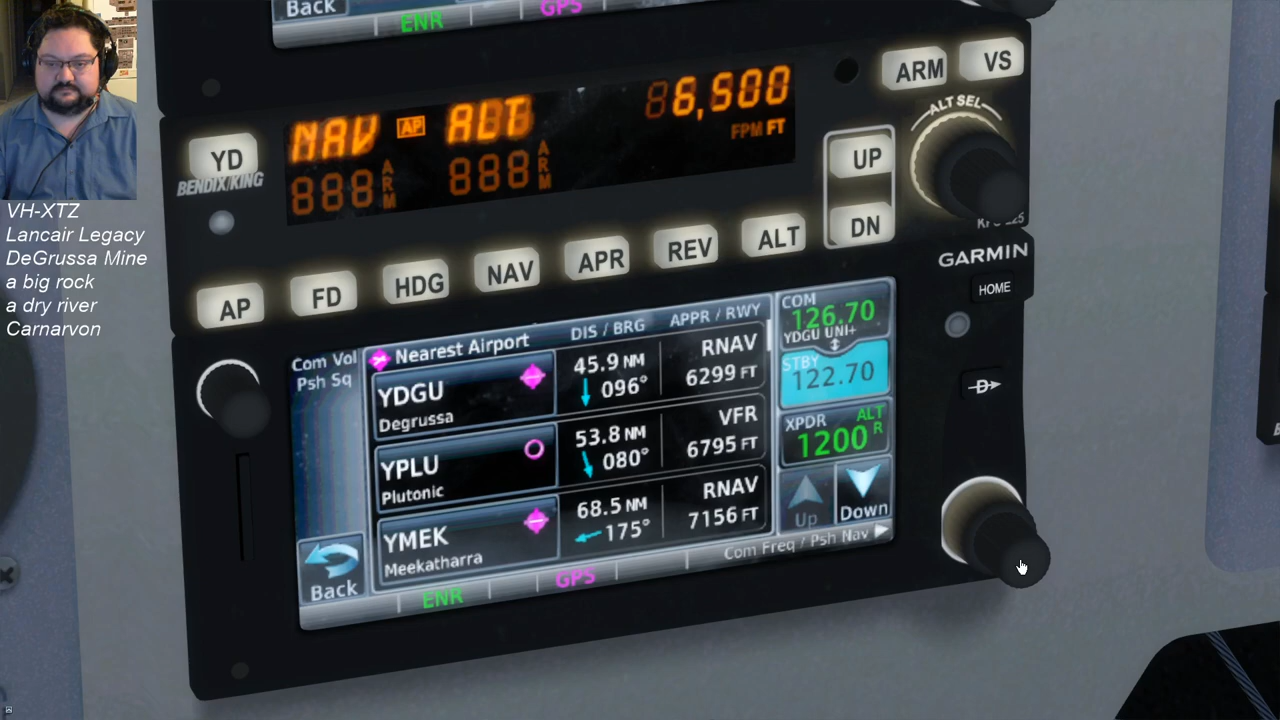 Back
ENR
GPS
VH-XTZ
Lancair Legacy
DeGrussa Mine
a big rock
a dry river
Carnarvon
YD
BENDIX/KING
NAV AP ALT 6,500
FPM FT
888 ARM 888 ARM
ARM
VS
ALT SEL
UP
DN
AP
FD
HDG
NAV
APR
REV
ALT
GARMIN
HOME
Com Vol
Psh Sq
Nearest Airport
DIS / BRG
APPR / RWY
YDGU
Degrussa
45.9 NM
096°
RNAV
6299 FT
YPLU
Plutonic
53.8 NM
080°
VFR
6795 FT
YMEK
Meekatharra
68.5 NM
175°
RNAV
7156 FT
COM
126.70
YDGU UNI+
STBY
122.70
XPDR ALT
1200 R
Up
Down
Back
Com Freq / Psh Nav
ENR
GPS